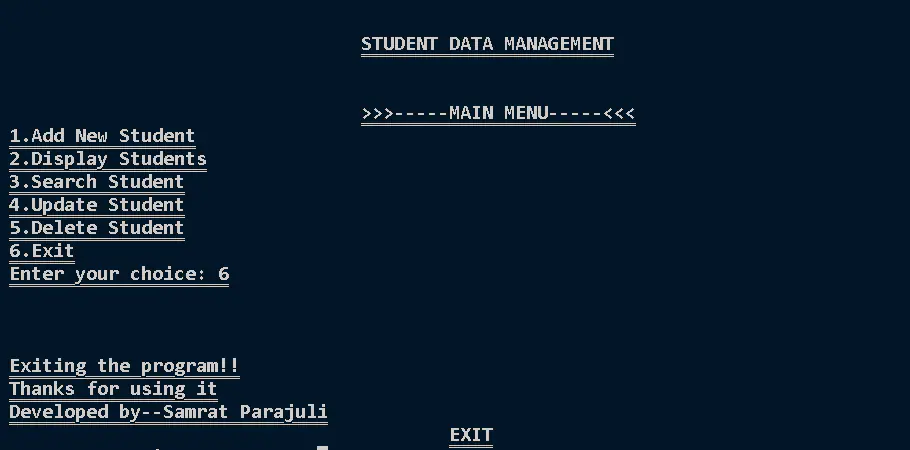 STUDENT DATA MANAGEMENT
>>>-----MAIN MENU-----<<<
1.Add New Student
2.Display Students
3.Search Student
4.Update Student
5.Delete Student
6.Exit
Enter your choice: 6
Exiting the program!!
Thanks for using it
Developed by--Samrat Parajuli
EXIT